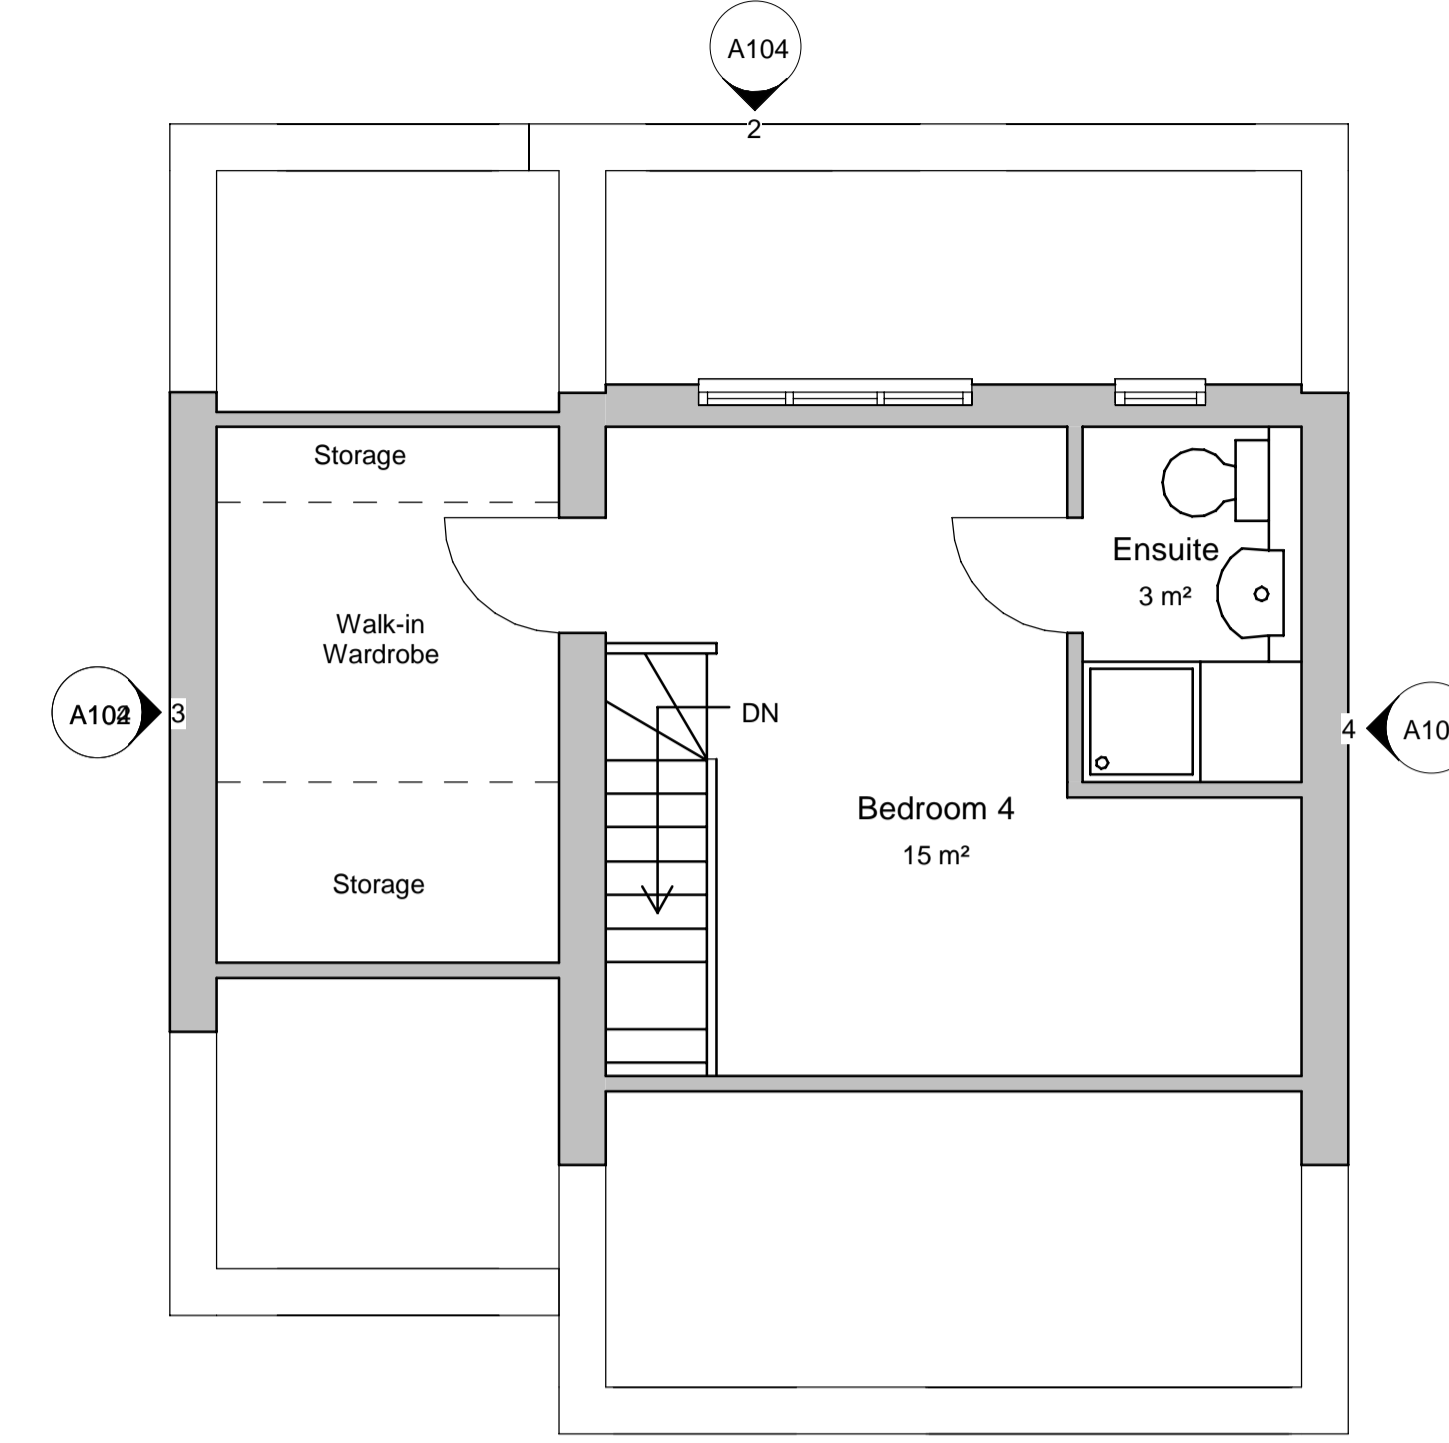 A104
2
Storage
Ensuite
3 m²
Walk-in
Wardrobe
3
DN
4
A10
Bedroom 4
15 m²
Storage